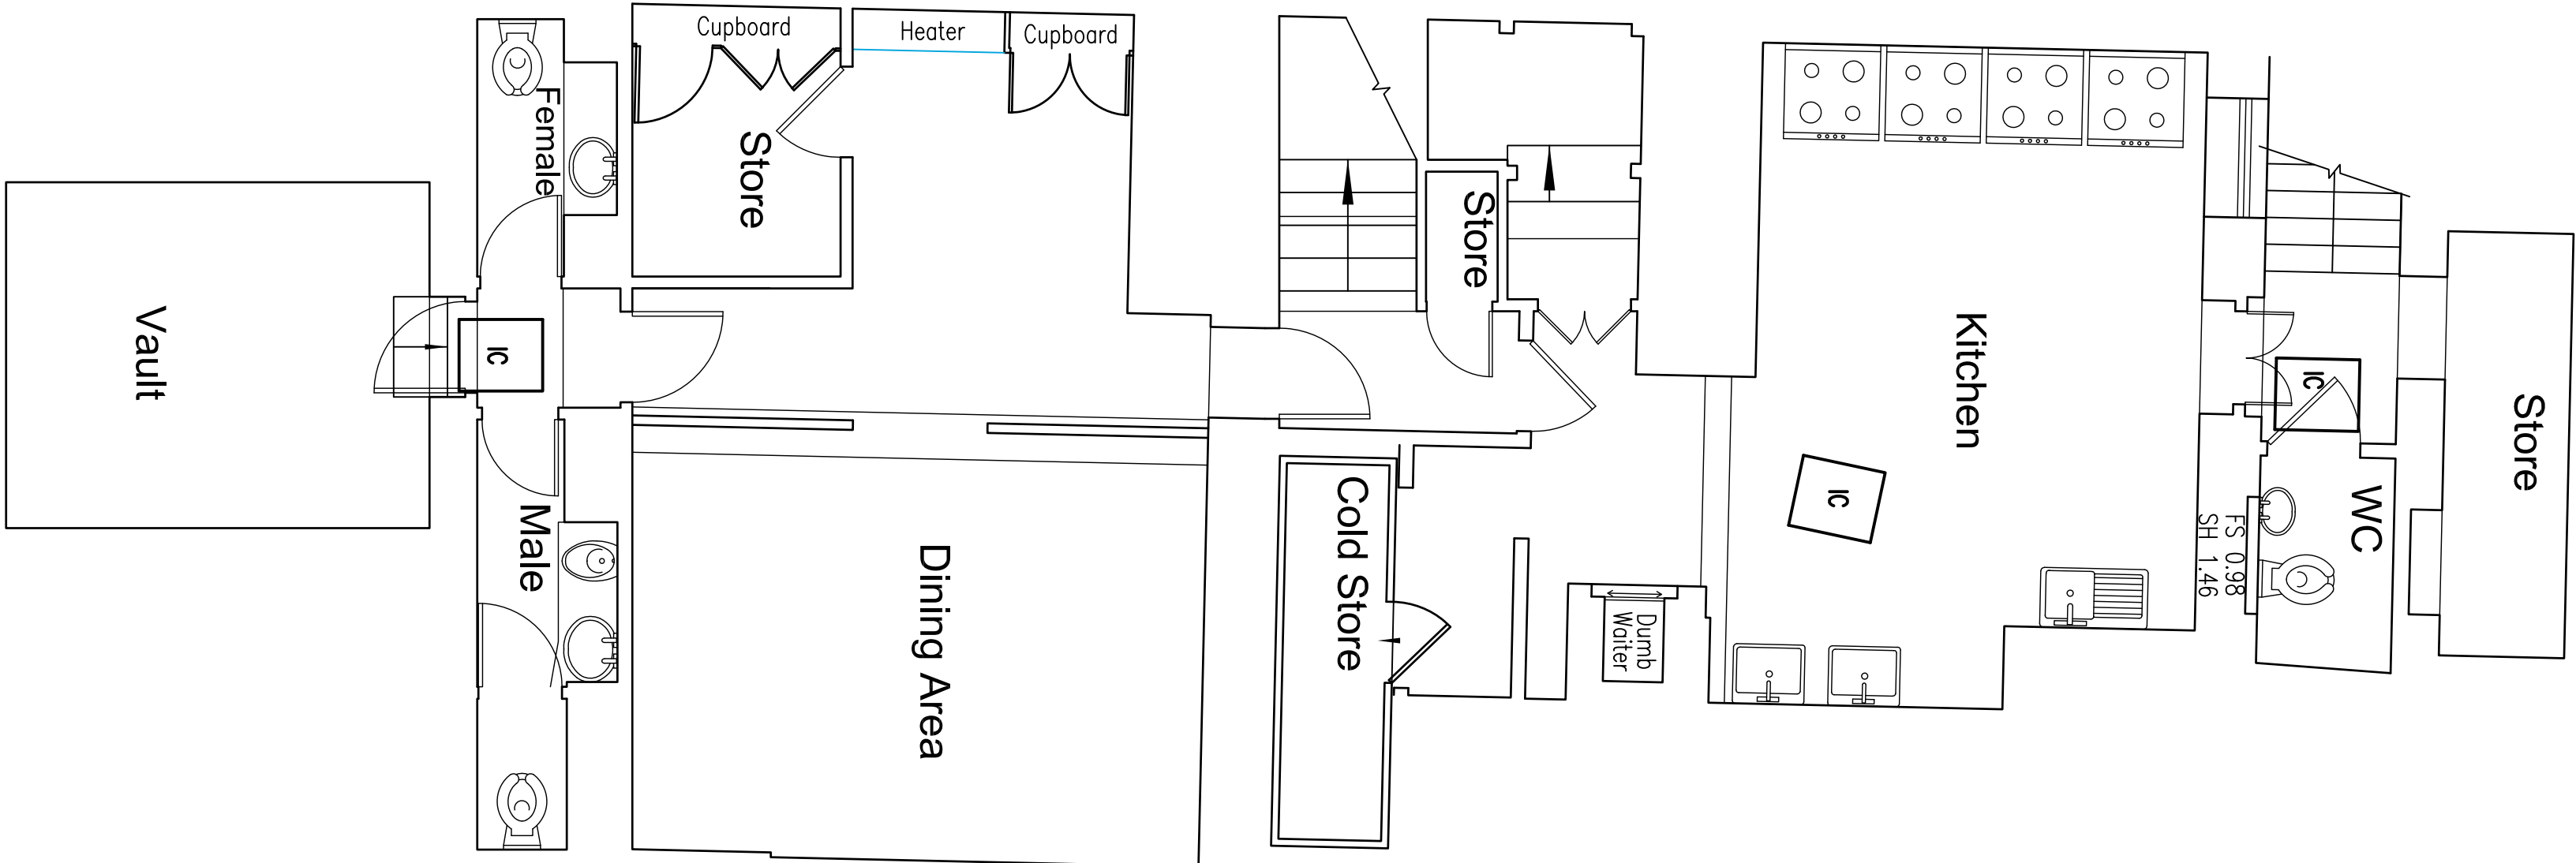 Cupboard
Heater
Cupboard
Female
Store
Store
Kitchen
Vault
IC
IC
Store
Cold Store
IC
WC
FS 0.98
SH 1.46
Male
Dining Area
Dumb
Waiter